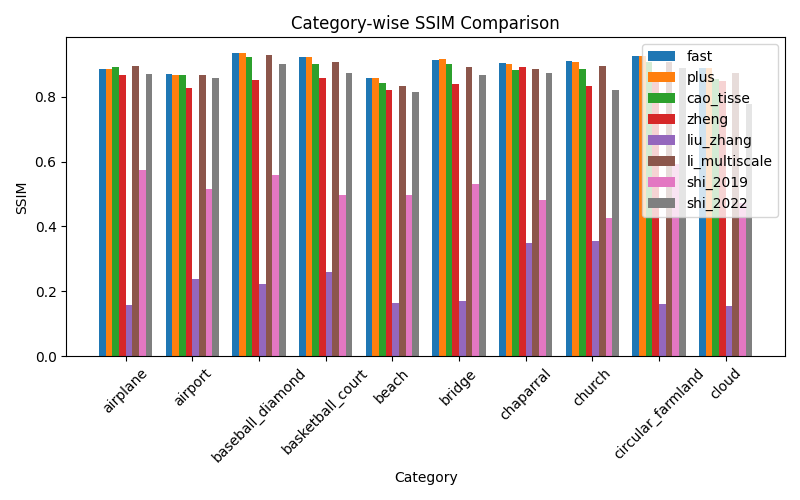 Category-wise SSIM Comparison
fast
plus
cao_tisse
zheng
liu_zhang
li_multiscale
shi_2019
shi_2022
SSIM
0.8
0.6
0.4
0.2
0.0
airplane
airport
baseball_diamond
basketball_court
beach
bridge
chaparral
church
circular_farmland
cloud
Category